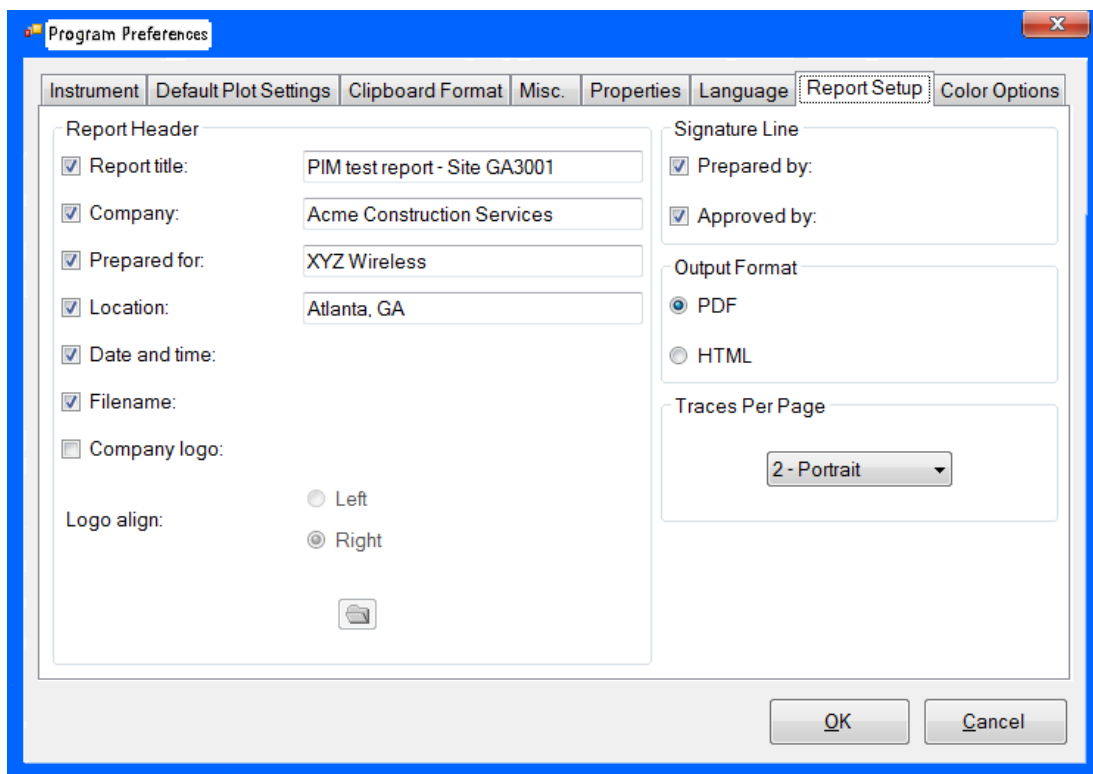 Program Preferences
x
Instrument Default Plot Settings Clipboard Format Misc. Properties Language Report Setup Color Options
Report Header
Report title: PIM test report - Site GA3001
Company: Acme Construction Services
Prepared for: XYZ Wireless
Location: Atlanta, GA
Date and time:
Filename:
Company logo:
Logo align:
Left
Right
Signature Line
Prepared by:
Approved by:
Output Format
PDF
HTML
Traces Per Page
2 - Portrait
OK Cancel